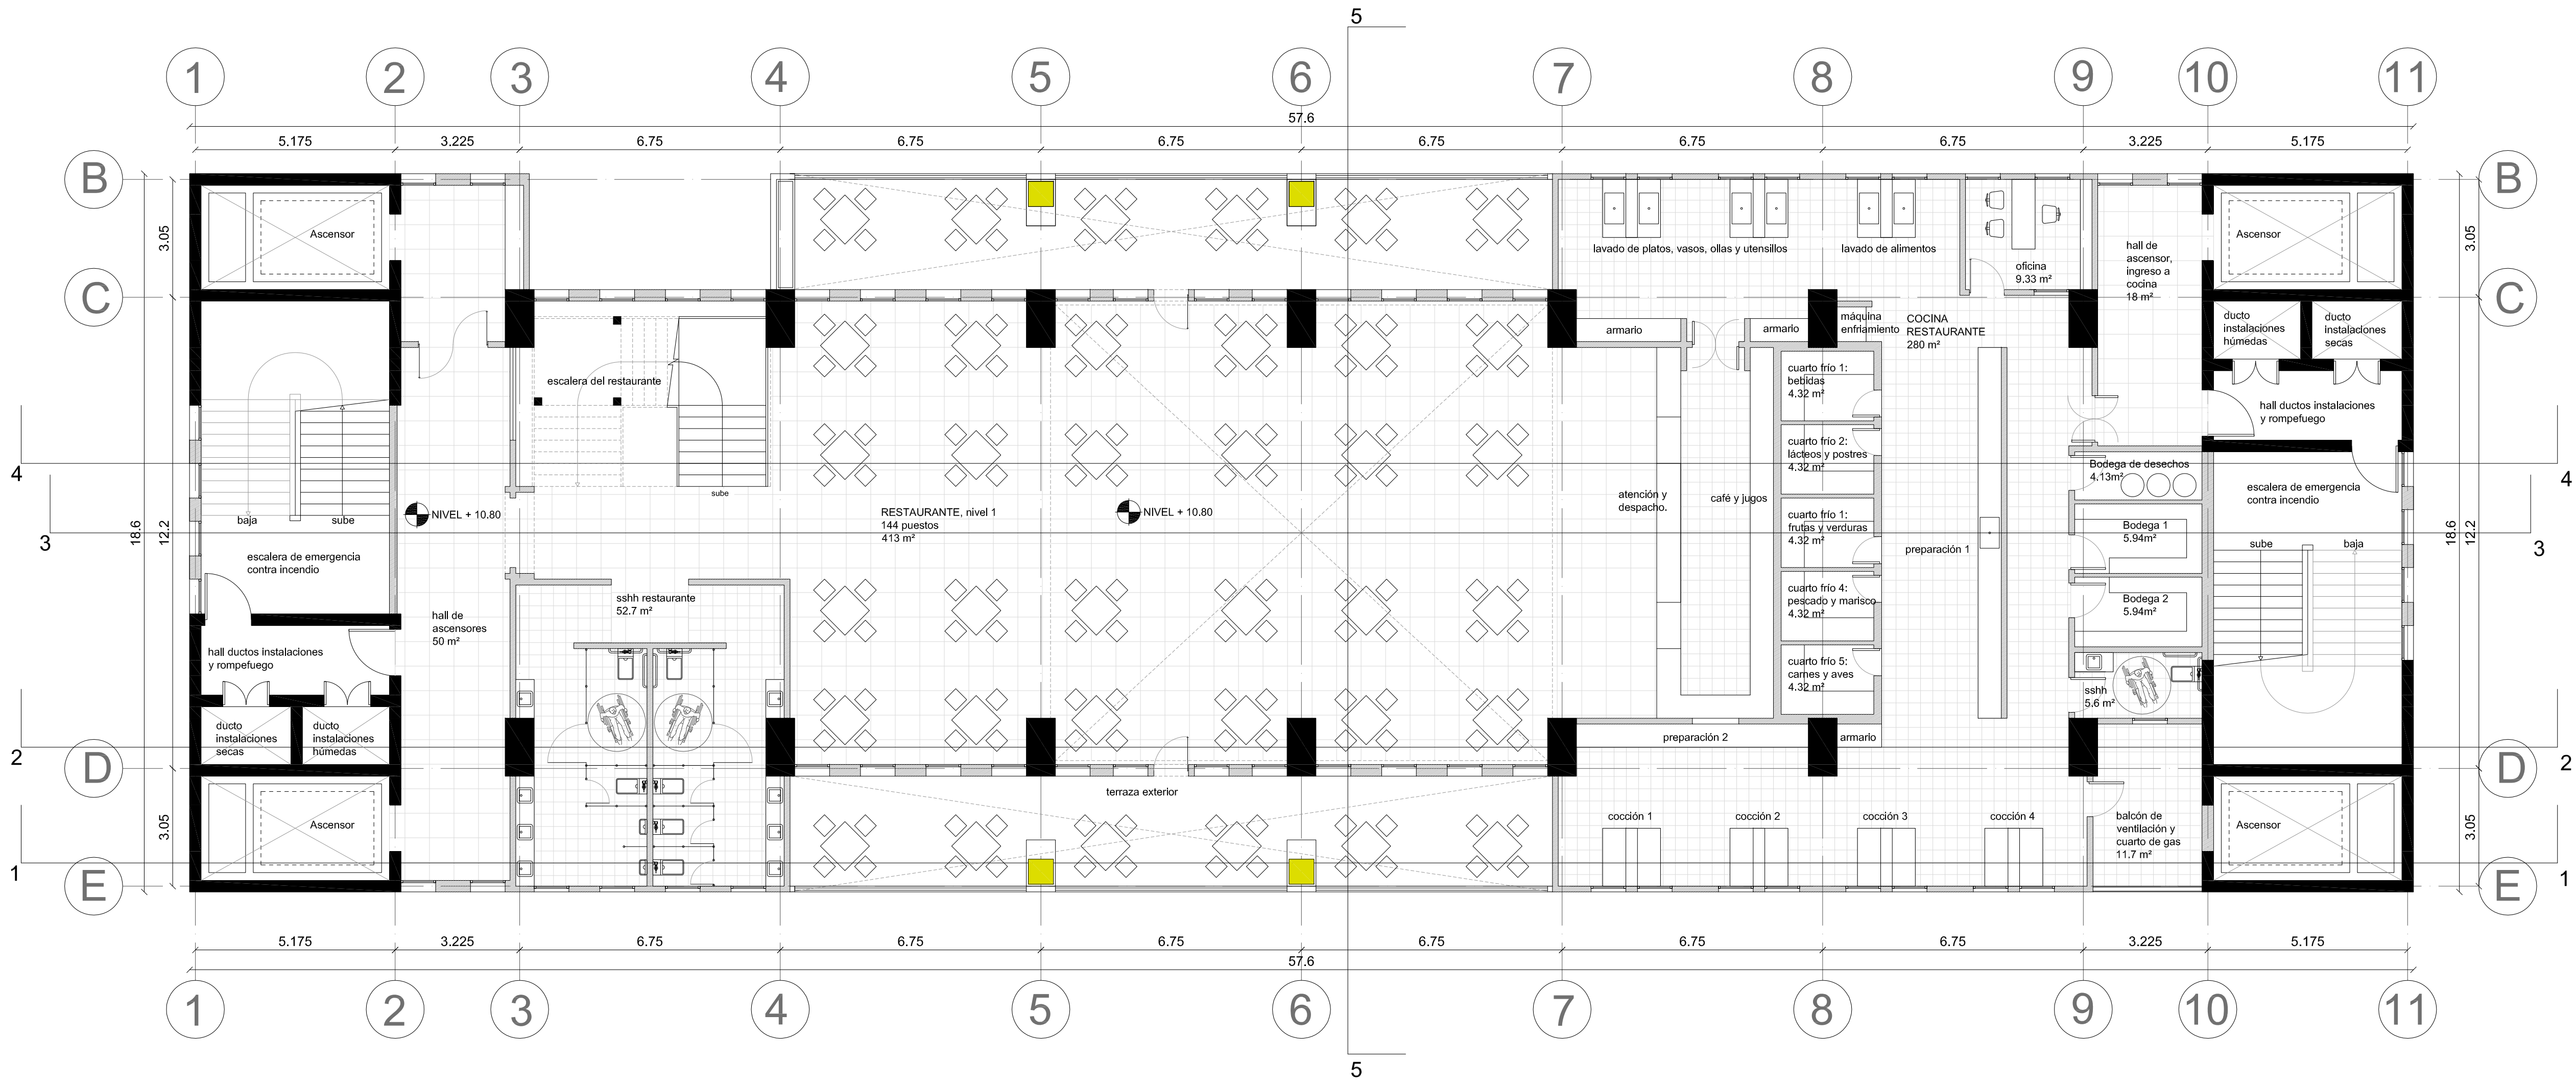 5
1 2 3 4 5 6 7 8 9 10 11
57.6
5.175 3.225 6.75 6.75 6.75 6.75 6.75 6.75 3.225 5.175
B B
3.05 3.05
Ascensor
Ascensor
lavado de platos, vasos, ollas y utensillos
lavado de alimentos
oficina
9.33 m²
hall de
ascensor,
ingreso a
cocina
18 m²
C C
armario
armario
máquina
enfriamiento
COCINA
RESTAURANTE
280 m²
ducto
instalaciones
húmedas
ducto
instalaciones
secas
escalera del restaurante
sube
cuarto frío 1:
bebidas
4.32 m²
hall ductos instalaciones
y rompefuego
cuarto frío 2:
lácteos y postres
4.32 m²
4 4
Bodega de desechos
4.13m²
escalera de emergencia
contra incendio
atención y
despacho.
café y jugos
baja
sube
NIVEL + 10.80
RESTAURANTE, nivel 1
144 puestos
413 m²
NIVEL + 10.80
cuarto frío 1:
frutas y verduras
4.32 m²
Bodega 1
5.94m²
3 3
18.6
12.2
18.6
12.2
sube
baja
escalera de emergencia
contra incendio
preparación 1
cuarto frío 4:
pescado y marisco
4.32 m²
Bodega 2
5.94m²
sshh restaurante
52.7 m²
hall de
ascensores
50 m²
hall ductos instalaciones
y rompefuego
cuarto frío 5:
carnes y aves
4.32 m²
sshh
5.6 m²
ducto
instalaciones
secas
ducto
instalaciones
húmedas
preparación 2
armario
2 2
D D
terraza exterior
3.05 3.05
Ascensor
cocción 1
cocción 2
cocción 3
cocción 4
balcón de
ventilación y
cuarto de gas
11.7 m²
Ascensor
1 1
E E
5.175 3.225 6.75 6.75 6.75 6.75 6.75 6.75 3.225 5.175
57.6
1 2 3 4 5 6 7 8 9 10 11
5